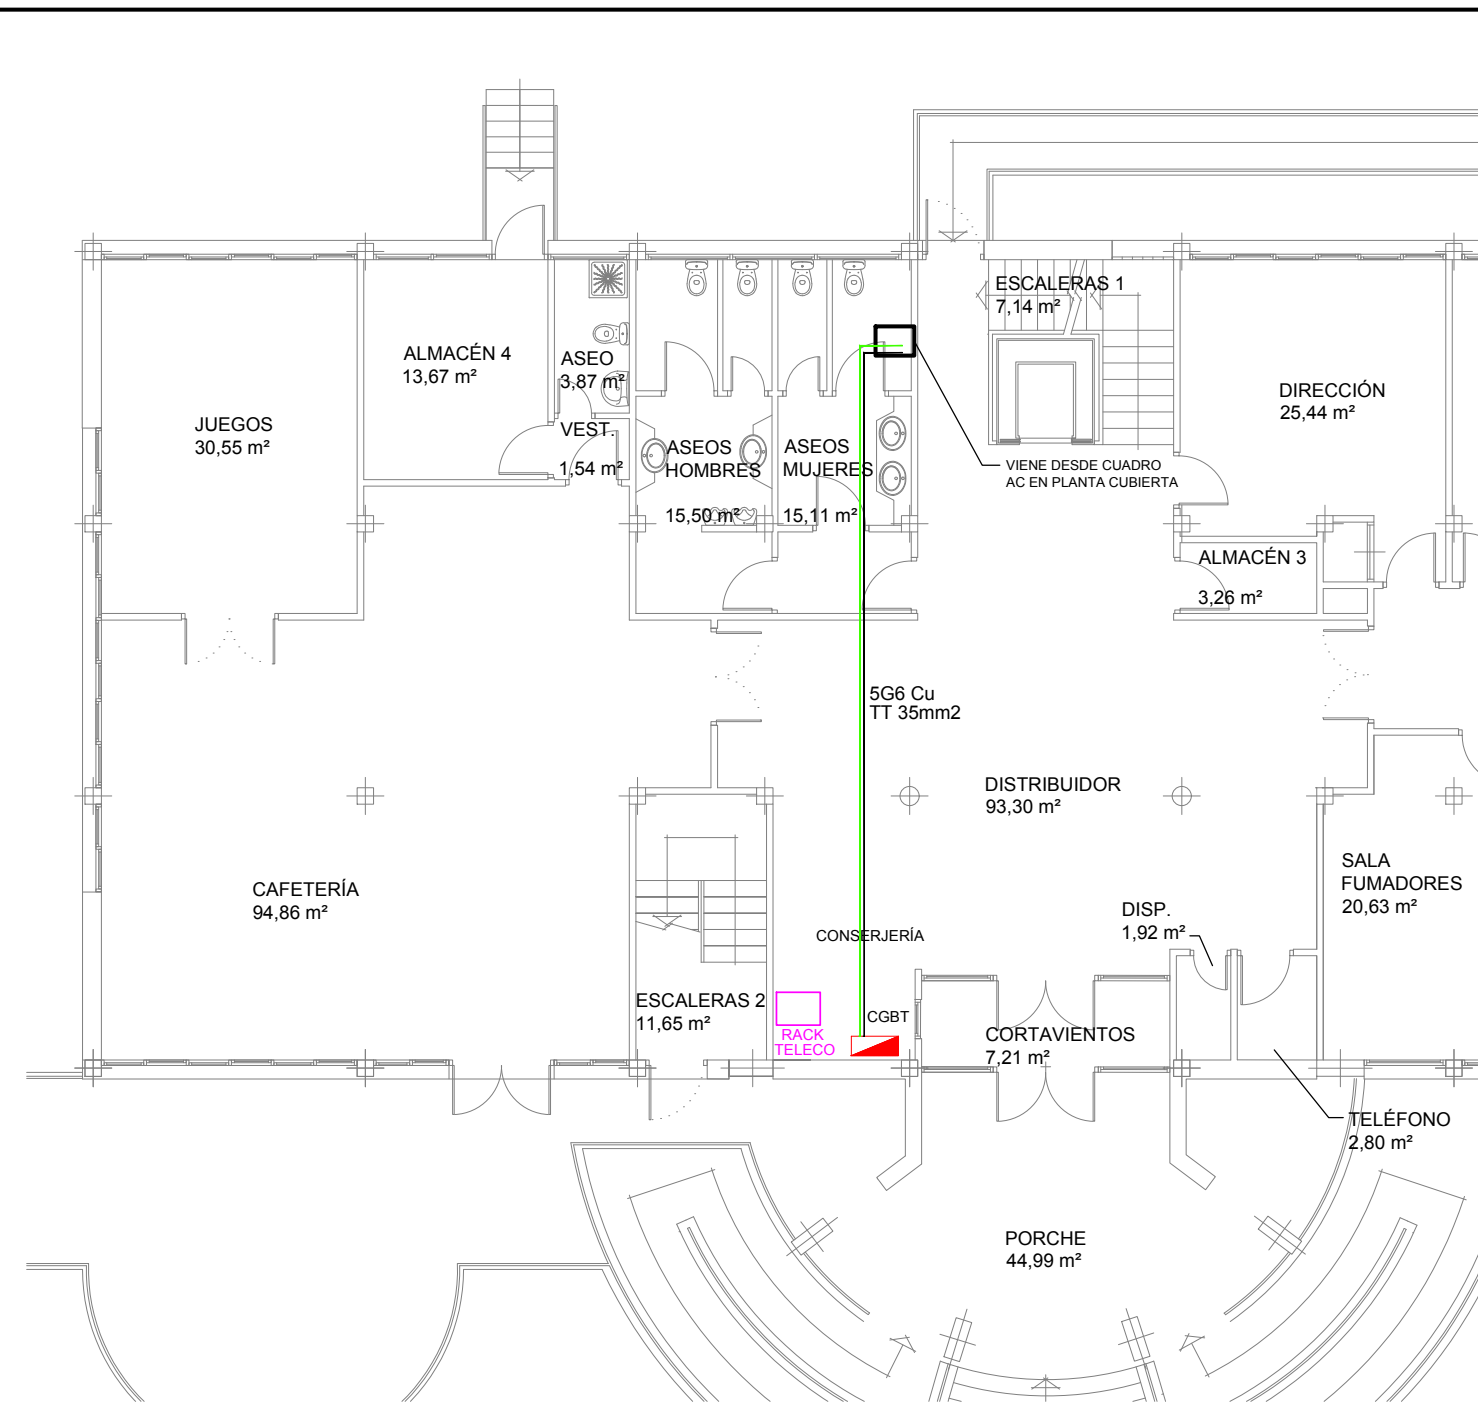 ESCALERAS 1
7,14 m²
ALMACÉN 4
13,67 m²
ASEO
3,87 m²
DIRECCIÓN
25,44 m²
JUEGOS
30,55 m²
VEST.
1,54 m²
ASEOS
HOMBRES
15,50 m²
ASEOS
MUJERES
15,11 m²
VIENE DESDE CUADRO
AC EN PLANTA CUBIERTA
ALMACÉN 3
3,26 m²
5G6 Cu
TT 35mm2
DISTRIBUIDOR
93,30 m²
SALA
FUMADORES
20,63 m²
CAFETERÍA
94,86 m²
DISP.
1,92 m²
CONSERJERÍA
ESCALERAS 2
11,65 m²
RACK
TELECO
CGBT
CORTAVIENTOS
7,21 m²
TELÉFONO
2,80 m²
PORCHE
44,99 m²